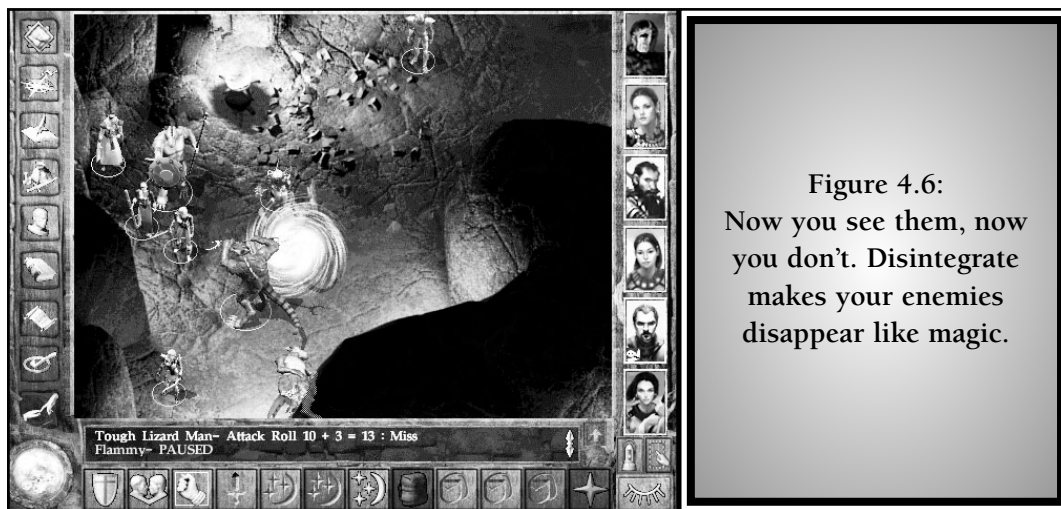 Tough Lizard Man– Attack Roll 10 + 3 = 13 : Miss
Flammy– PAUSED
Figure 4.6:
Now you see them, now
you don’t. Disintegrate
makes your enemies
disappear like magic.